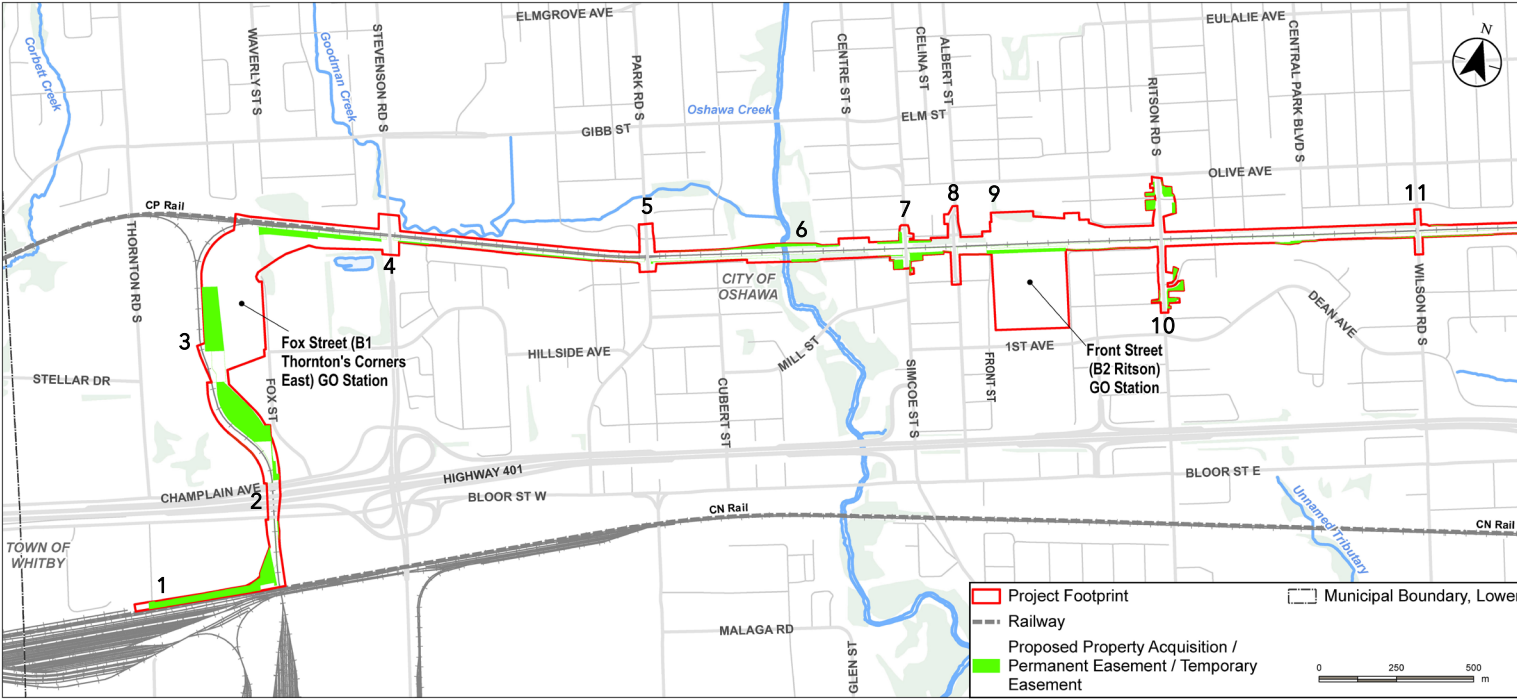 ELMGROVE AVE
EULALIE AVE
Corbett Creek
WAVERLY ST S
Goodman Creek
STEVENSON RD S
PARK RD S
CENTRE ST S
CELINA ST
ALBERT ST
RITSON RD S
CENTRAL PARK BLVD S
N
Oshawa Creek
ELM ST
GIBB ST
OLIVE AVE
CP Rail
THORNTON RD S
4
5
6
7
8
9
10
11
CITY OF
OSHAWA
WILSON RD S
DEAN AVE
3
Fox Street (B1
Thornton's Corners
East) GO Station
HILLSIDE AVE
MILL ST
1ST AVE
Front Street
(B2 Ritson)
GO Station
STELLAR DR
FOX ST
CUBERT ST
SIMCOE ST S
FRONT ST
HIGHWAY 401
CHAMPLAIN AVE
2
BLOOR ST W
BLOOR ST E
CN Rail
CN Rail
Unnamed Tributary
TOWN OF
WHITBY
1
MALAGA RD
GLEN ST
Project Footprint
Municipal Boundary, Lower
Railway
Proposed Property Acquisition /
Permanent Easement / Temporary
Easement
0 250 500
m